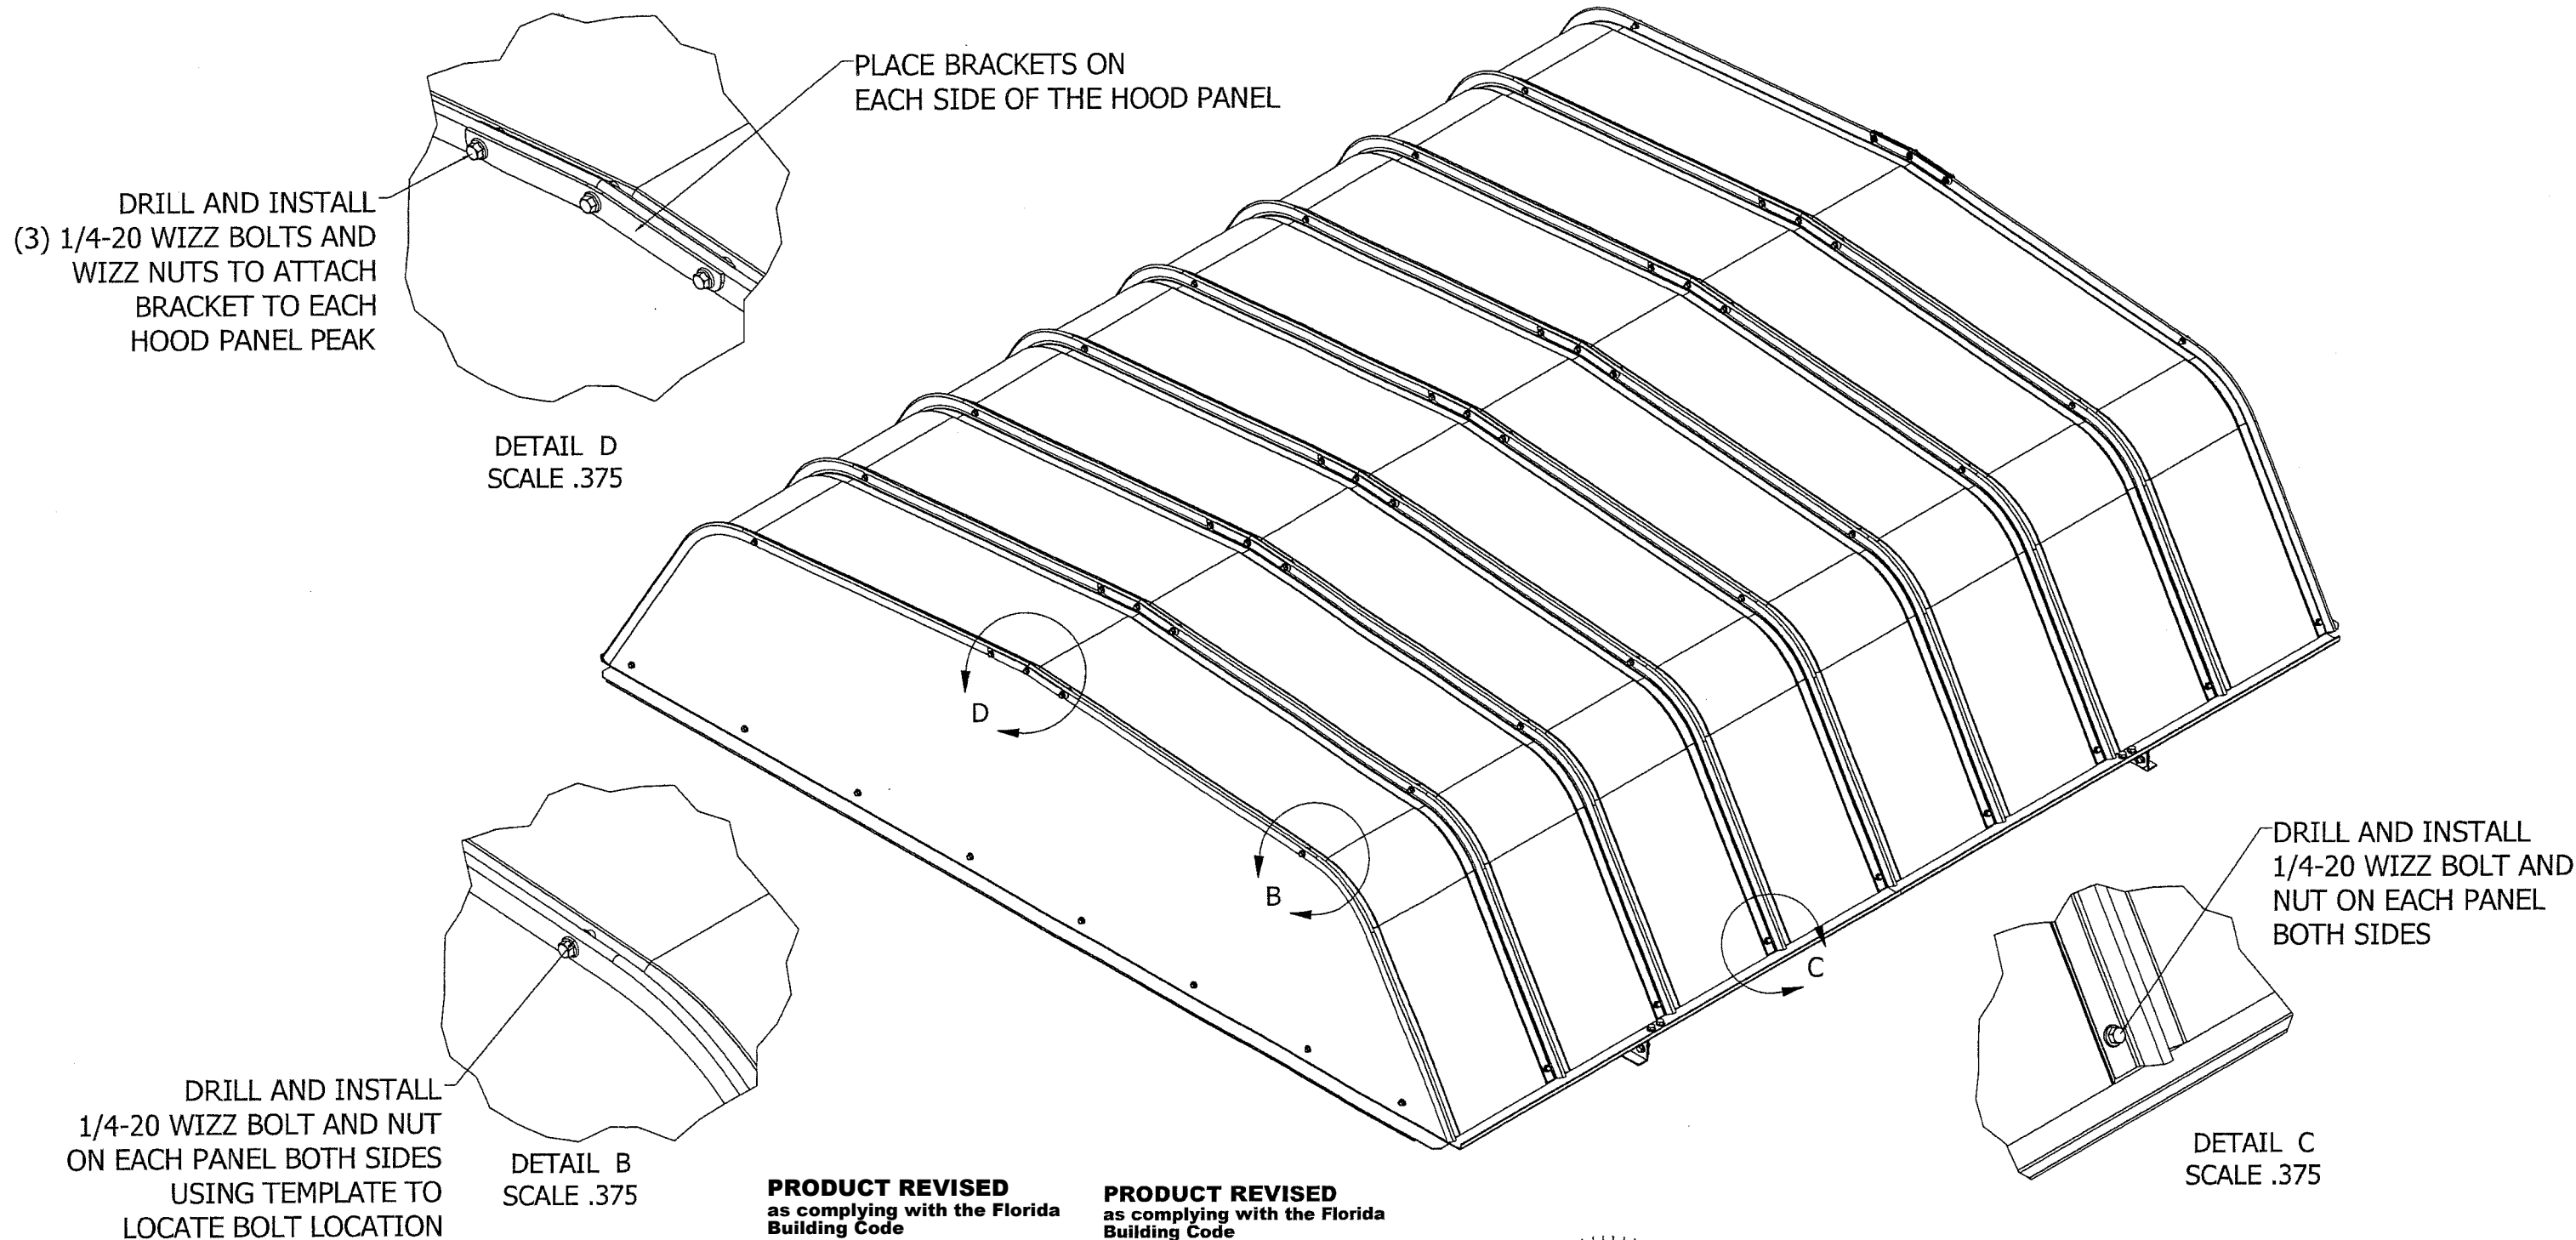 PLACE BRACKETS ON
EACH SIDE OF THE HOOD PANEL
DRILL AND INSTALL
(3) 1/4-20 WIZZ BOLTS AND
WIZZ NUTS TO ATTACH
BRACKET TO EACH
HOOD PANEL PEAK
DETAIL D
SCALE .375
D
B
C
DRILL AND INSTALL
1/4-20 WIZZ BOLT AND
NUT ON EACH PANEL
BOTH SIDES
DETAIL C
SCALE .375
DRILL AND INSTALL
1/4-20 WIZZ BOLT AND NUT
ON EACH PANEL BOTH SIDES
USING TEMPLATE TO
LOCATE BOLT LOCATION
DETAIL B
SCALE .375
PRODUCT REVISED
as complying with the Florida
Building Code
PRODUCT REVISED
as complying with the Florida
Building Code